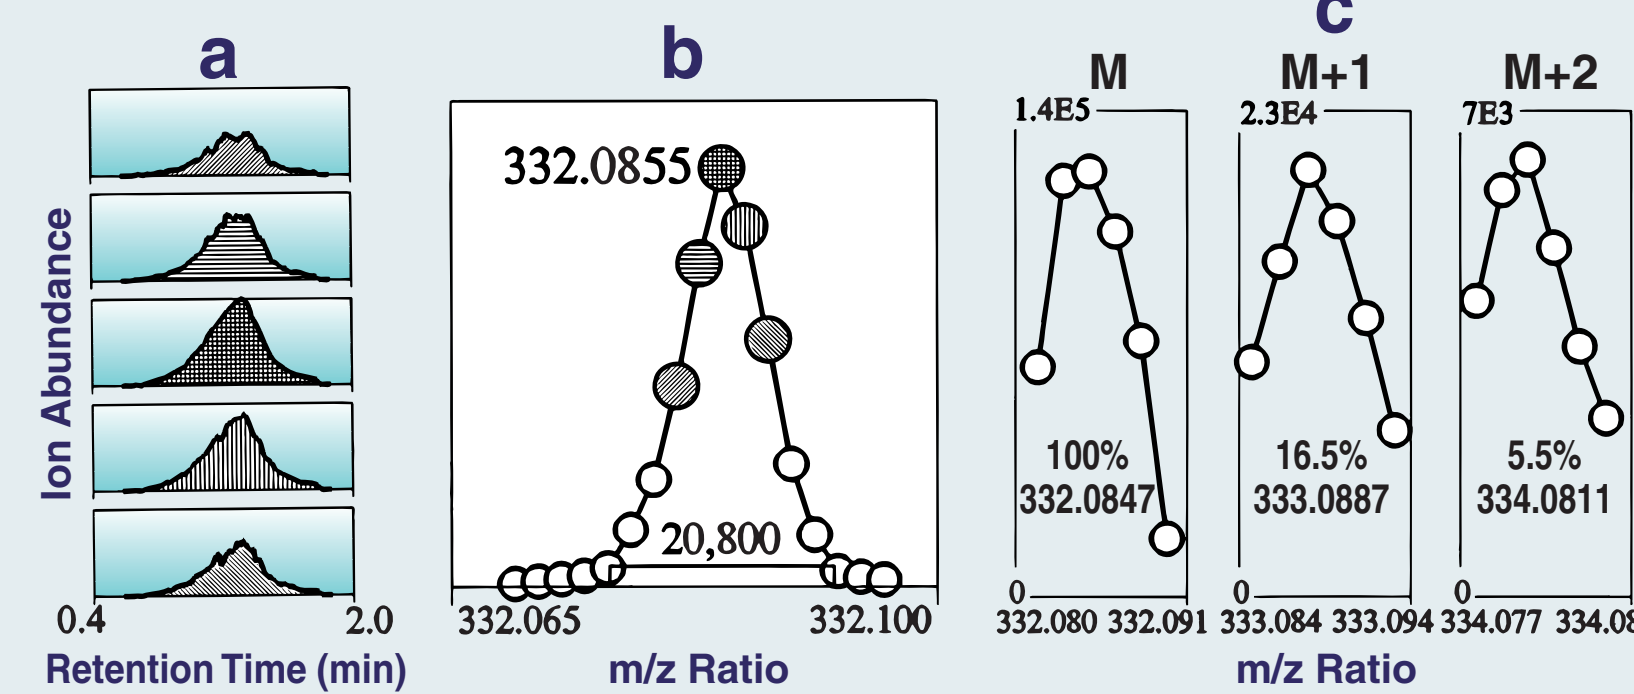 a
Ion Abundance
0.4
2.0
Retention Time (min)
b
332.0855
20,800
332.065
332.100
m/z Ratio
c
M
1.4E5
100%
332.0847
0
332.080
332.091
M+1
2.3E4
16.5%
333.0887
0
333.084
333.094
M+2
7E3
5.5%
334.0811
0
334.077
m/z Ratio